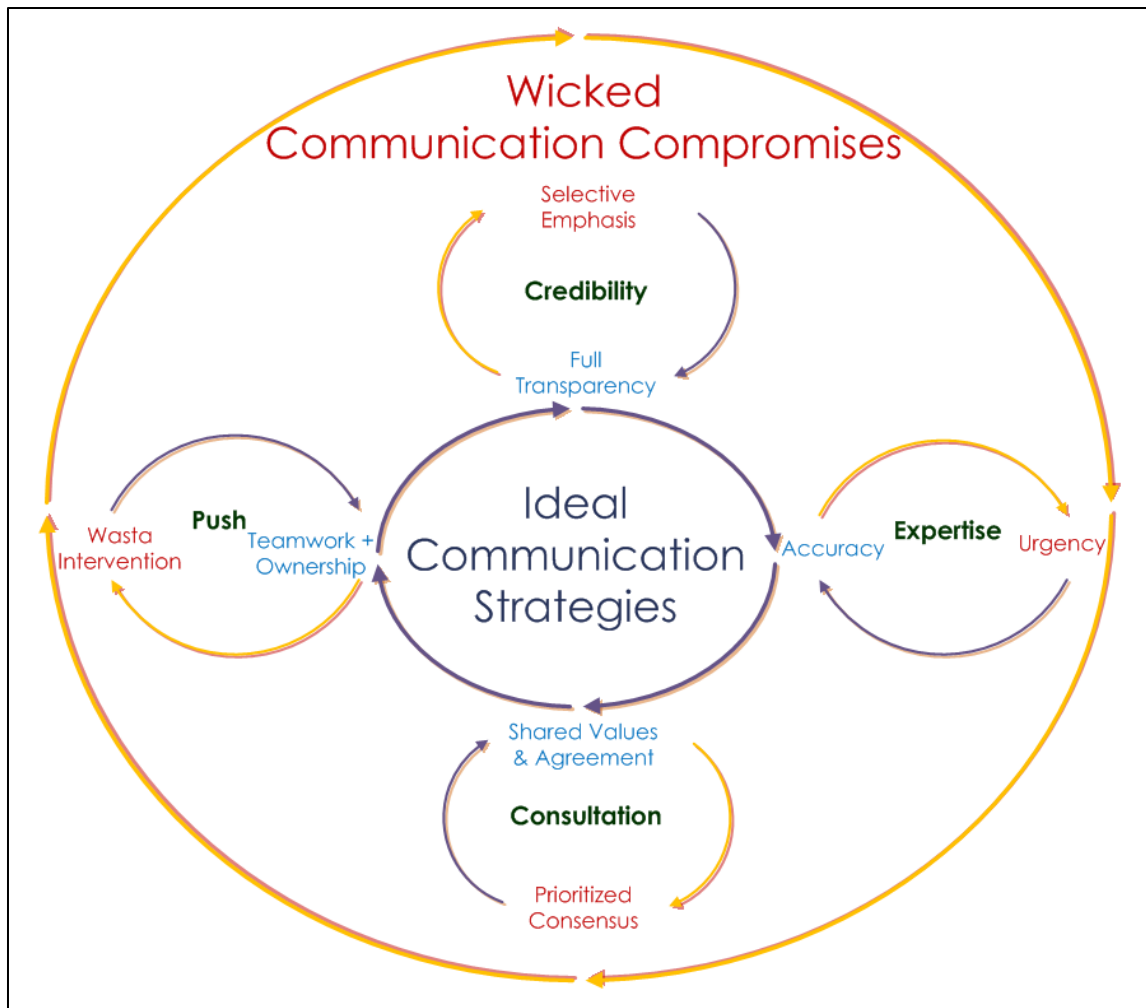 Wicked
Communication Compromises
Selective
Emphasis
Credibility
Full
Transparency
Wasta
Intervention
Push
Teamwork +
Ownership
Ideal
Communication
Strategies
Accuracy
Expertise
Urgency
Shared Values
& Agreement
Consultation
Prioritized
Consensus